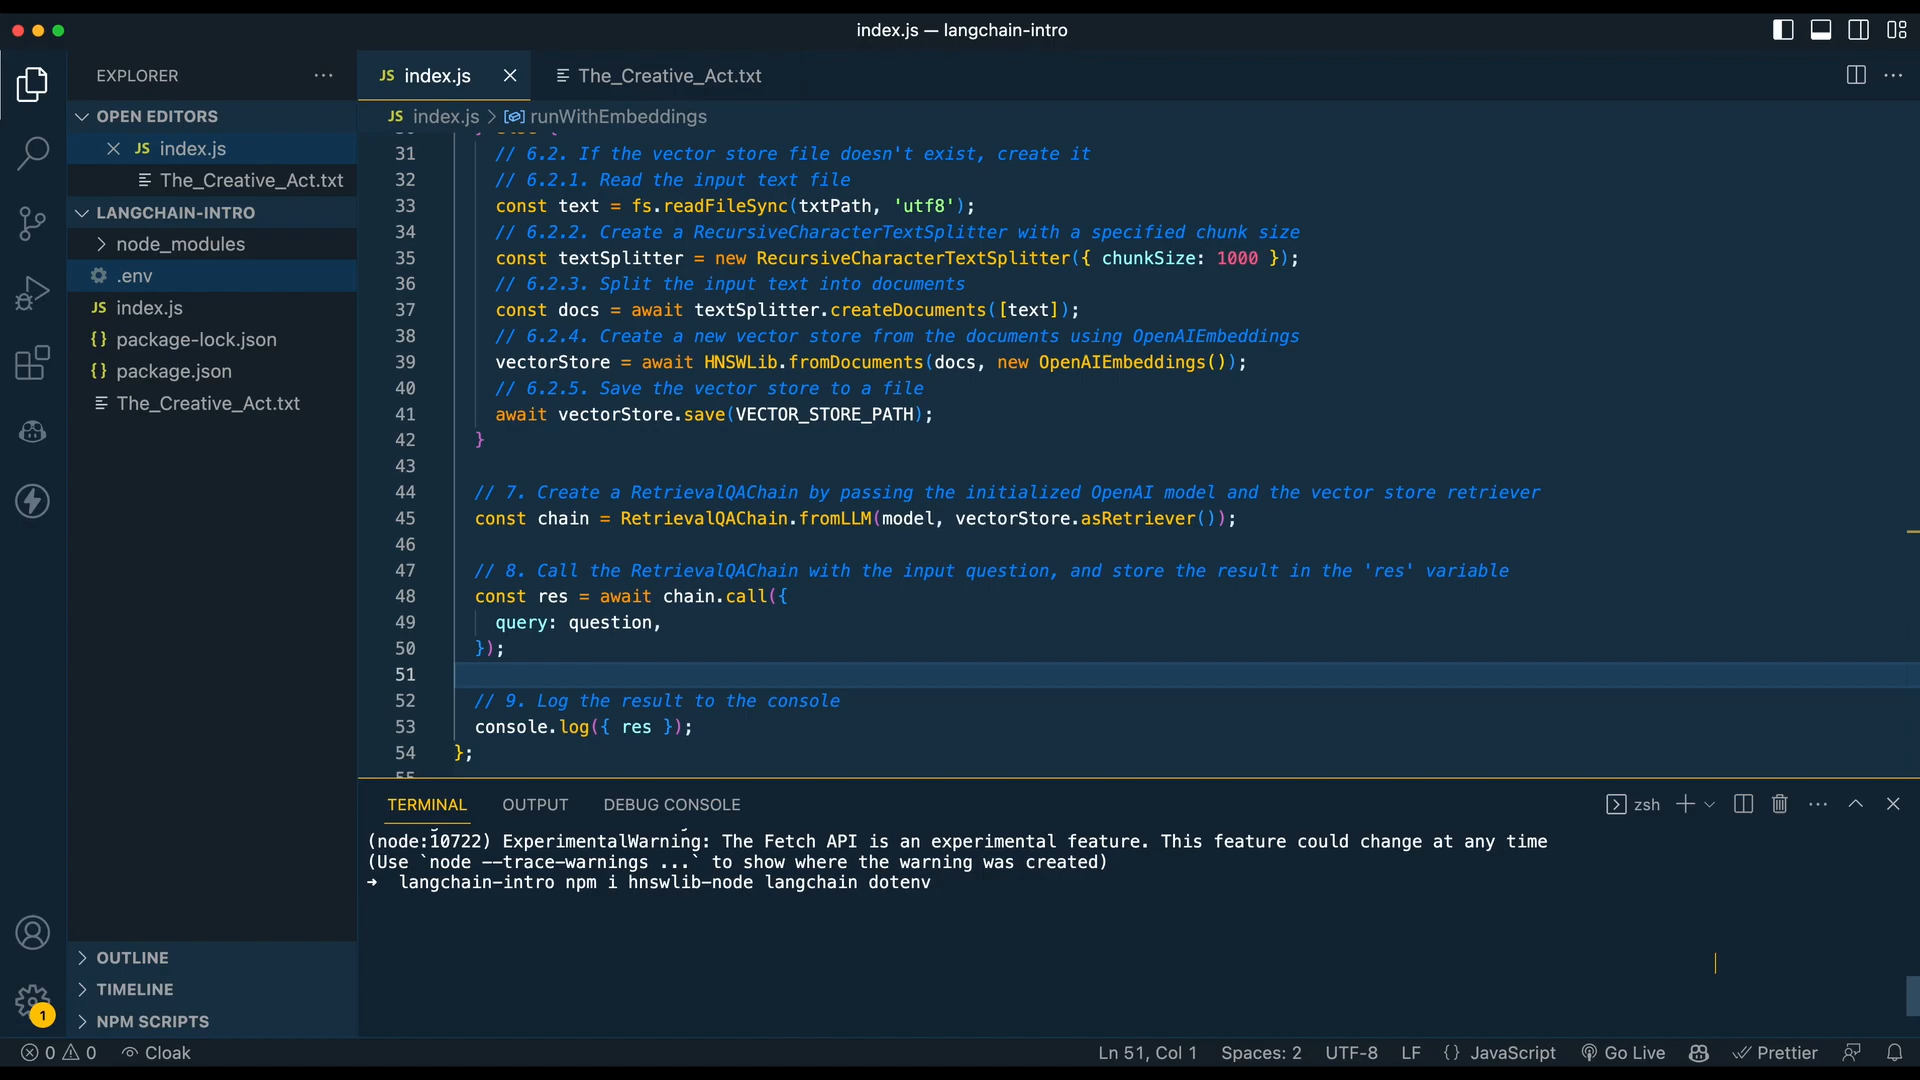 index.js — langchain-intro
EXPLORER
OPEN EDITORS
JS index.js
The_Creative_Act.txt
LANGCHAIN-INTRO
node_modules
.env
JS index.js
{} package-lock.json
{} package.json
The_Creative_Act.txt
OUTLINE
TIMELINE
NPM SCRIPTS
1
JS index.js
The_Creative_Act.txt
JS index.js > runWithEmbeddings
31 // 6.2. If the vector store file doesn't exist, create it
32 // 6.2.1. Read the input text file
33 const text = fs.readFileSync(txtPath, 'utf8');
34 // 6.2.2. Create a RecursiveCharacterTextSplitter with a specified chunk size
35 const textSplitter = new RecursiveCharacterTextSplitter({ chunkSize: 1000 });
36 // 6.2.3. Split the input text into documents
37 const docs = await textSplitter.createDocuments([text]);
38 // 6.2.4. Create a new vector store from the documents using OpenAIEmbeddings
39 vectorStore = await HNSWLib.fromDocuments(docs, new OpenAIEmbeddings());
40 // 6.2.5. Save the vector store to a file
41 await vectorStore.save(VECTOR_STORE_PATH);
42 }
43
44 // 7. Create a RetrievalQAChain by passing the initialized OpenAI model and the vector store retriever
45 const chain = RetrievalQAChain.fromLLM(model, vectorStore.asRetriever());
46
47 // 8. Call the RetrievalQAChain with the input question, and store the result in the 'res' variable
48 const res = await chain.call({
49 query: question,
50 });
51
52 // 9. Log the result to the console
53 console.log({ res });
54 };
TERMINAL OUTPUT DEBUG CONSOLE
zsh
(node:10722) ExperimentalWarning: The Fetch API is an experimental feature. This feature could change at any time
(Use `node --trace-warnings ...` to show where the warning was created)
➜ langchain-intro npm i hnswlib-node langchain dotenv
0 0 Cloak
Ln 51, Col 1 Spaces: 2 UTF-8 LF {} JavaScript Go Live Prettier